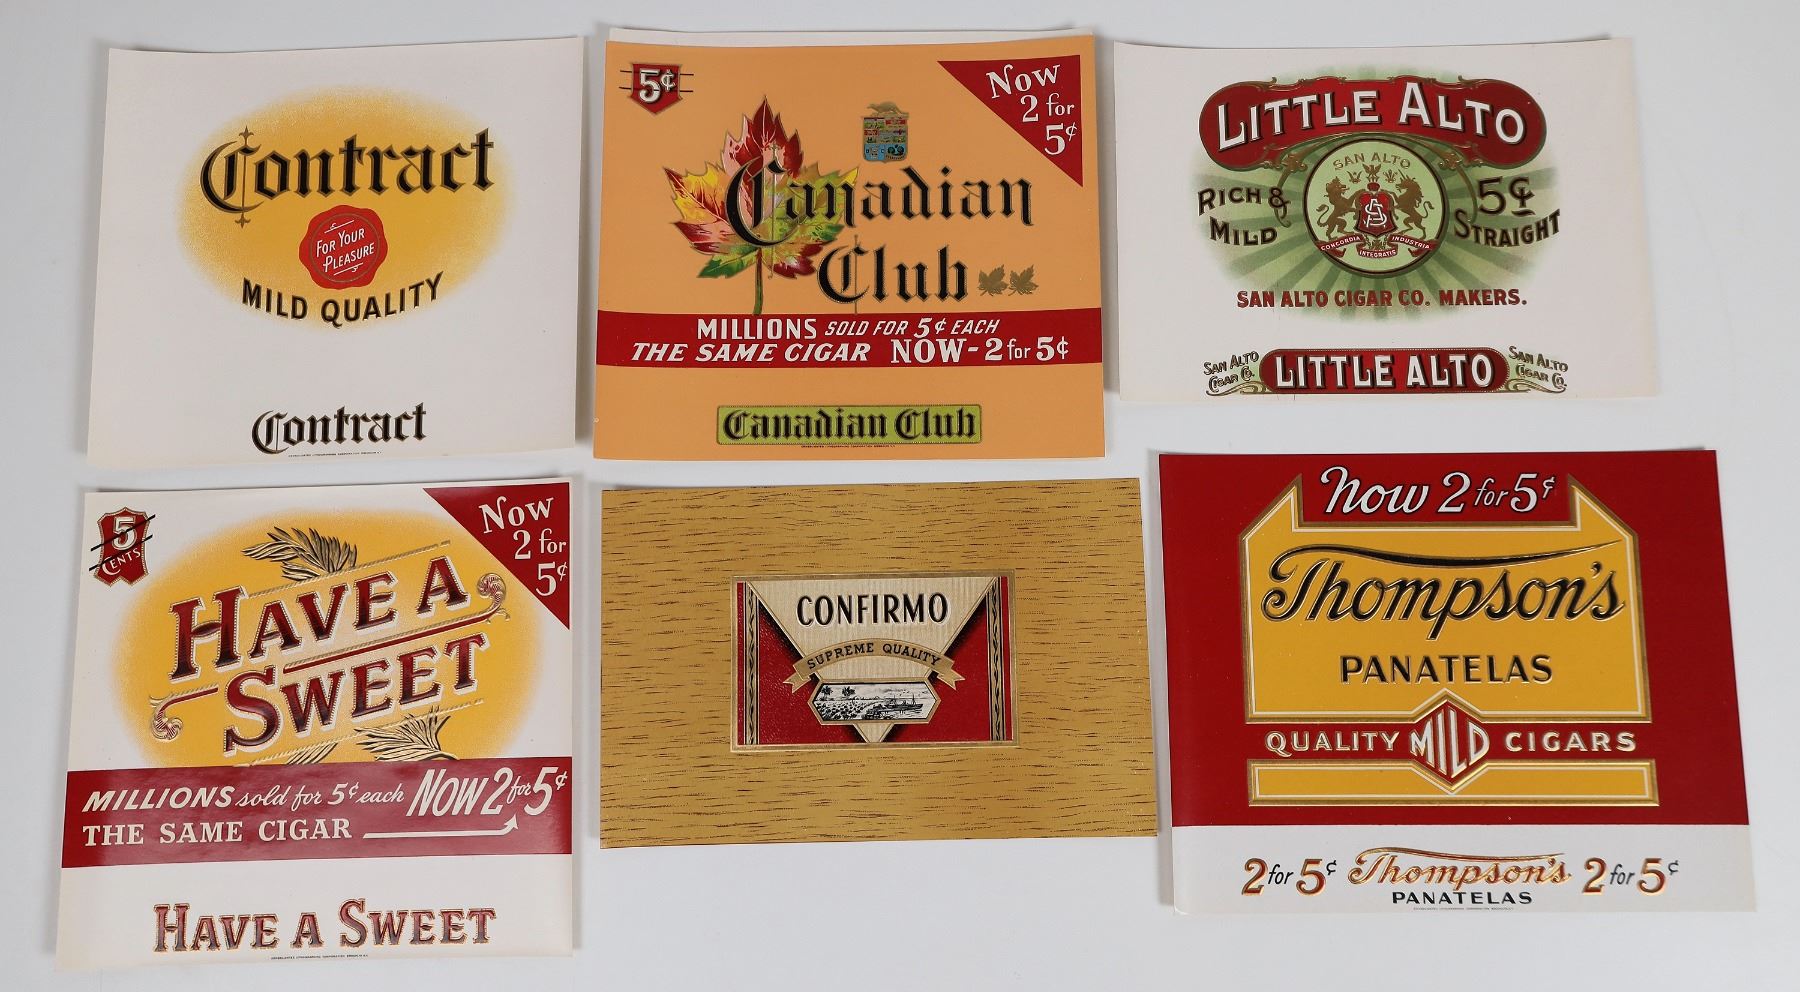 Contract
FOR YOUR
PLEASURE
MILD QUALITY
Contract
5¢
Now
2 for
5¢
Canadian
Club
MILLIONS SOLD FOR 5¢ EACH
THE SAME CIGAR NOW - 2 for 5¢
Canadian Club
LITTLE ALTO
SAN ALTO
RICH & MILD
5¢ STRAIGHT
CONCORDIA INDUSTRIA
INTEGRATIS
SAN ALTO CIGAR CO. MAKERS.
SAN ALTO CIGAR CO.
LITTLE ALTO
SAN ALTO CIGAR CO.
5 CENTS
Now
2 for
5¢
HAVE A
SWEET
MILLIONS sold for 5¢ each NOW 2 for 5¢
THE SAME CIGAR
HAVE A SWEET
CONFIRMO
SUPREME QUALITY
Now 2 for 5¢
Thompson's
PANATELAS
QUALITY MILD CIGARS
2 for 5¢ Thompson's 2 for 5¢
PANATELAS